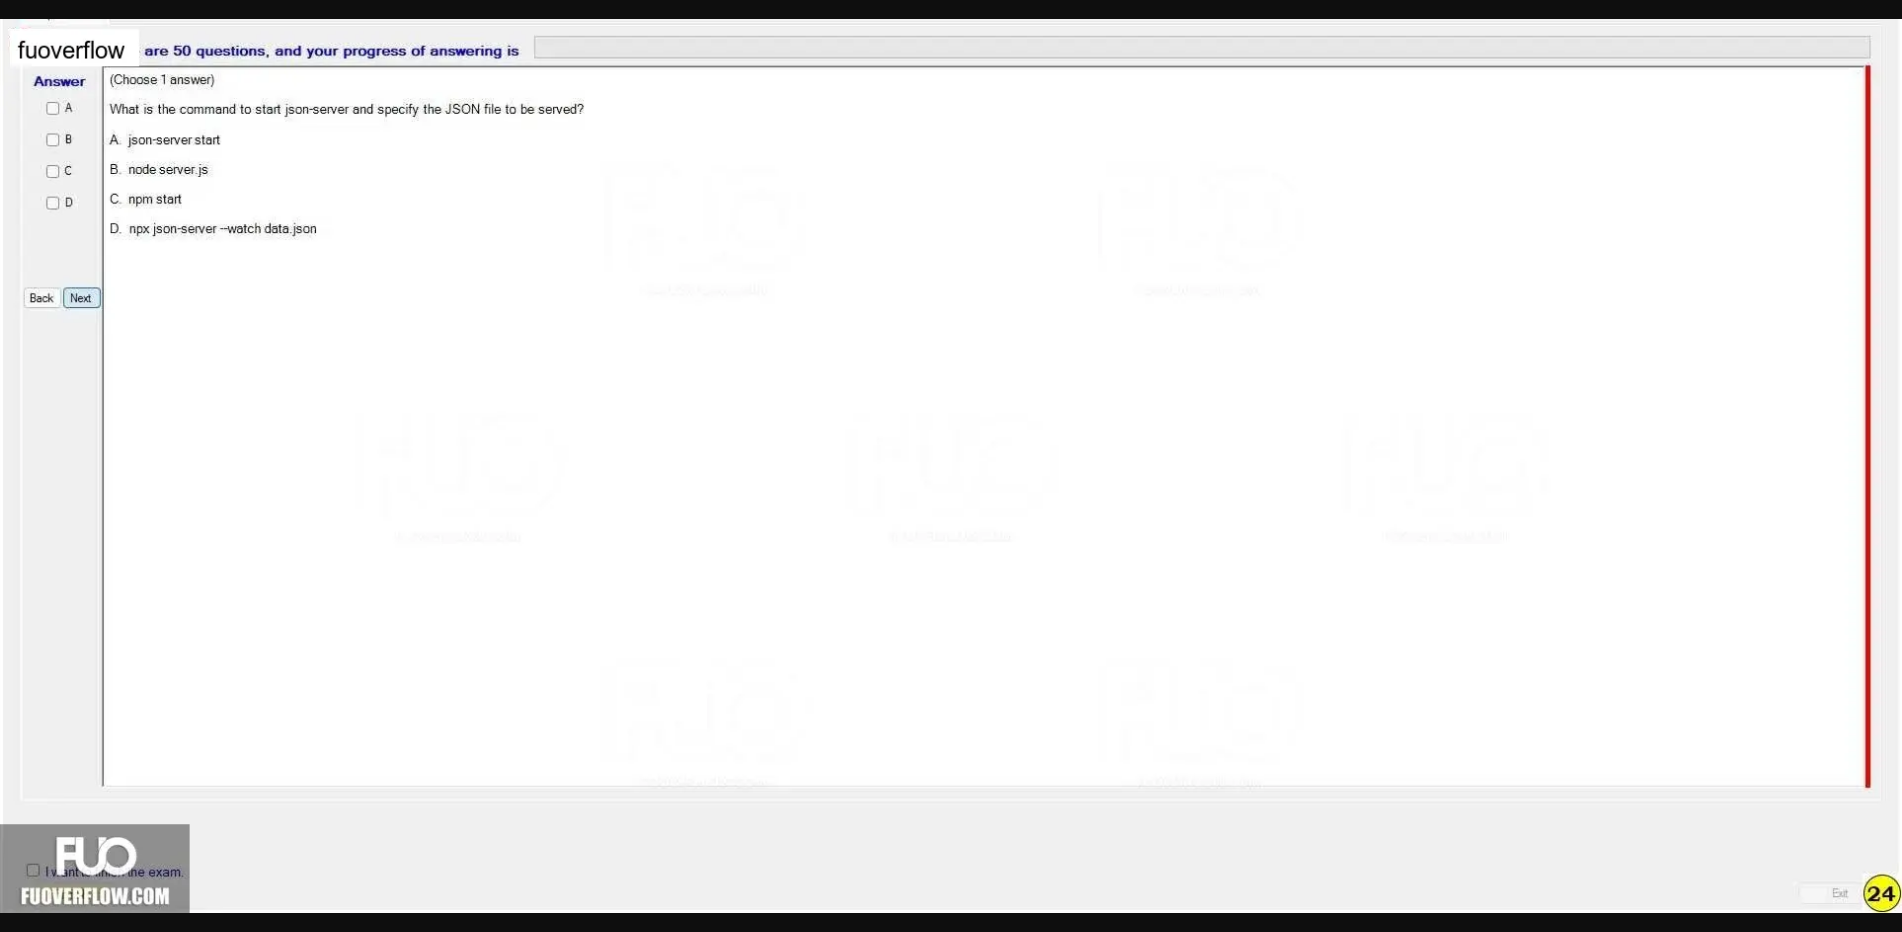 fuoverflow are 50 questions, and your progress of answering is
Answer
(Choose 1 answer)
A
What is the command to start json-server and specify the JSON file to be served?
B
A. json-server start
C
B. node server.js
D
C. npm start
D. npx json-server --watch data.json
Back Next
FUO
I want the exam.
FUOVERFLOW.COM
Exit
24